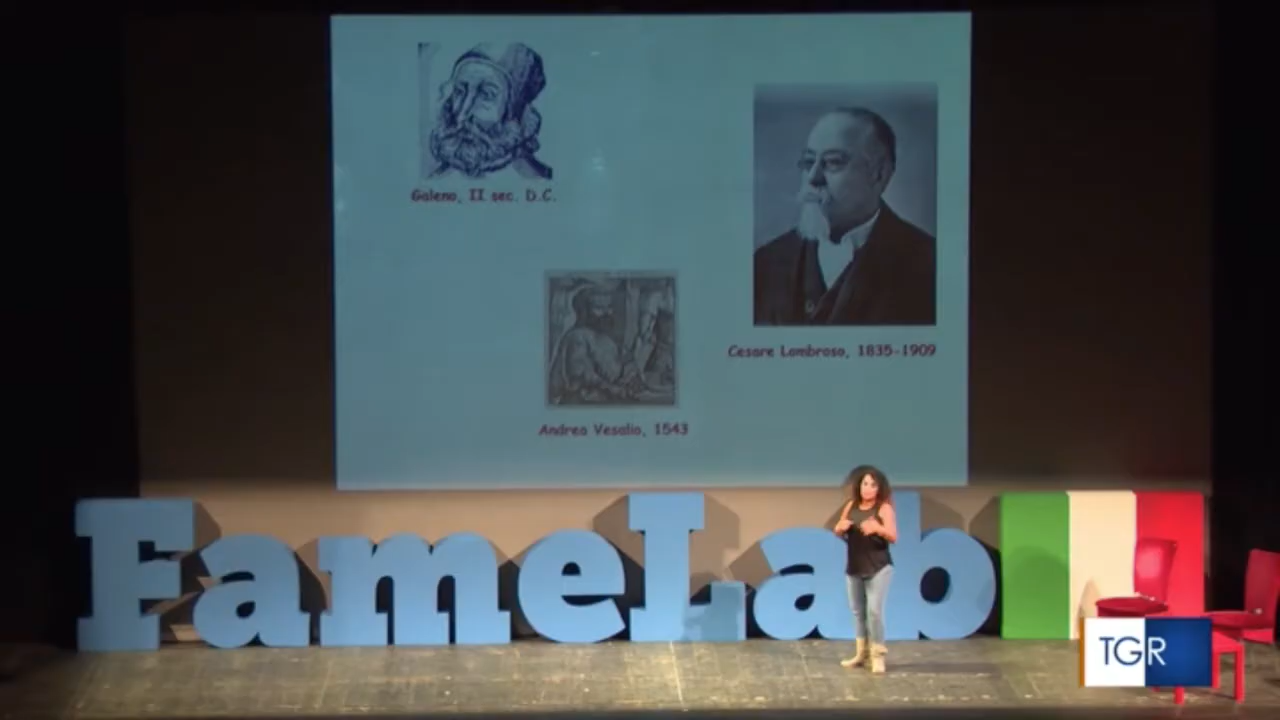 Galeno, II sec. D.C.
Cesare Lombroso, 1835-1909
Andrea Vesalio, 1543
FameLab
TGR